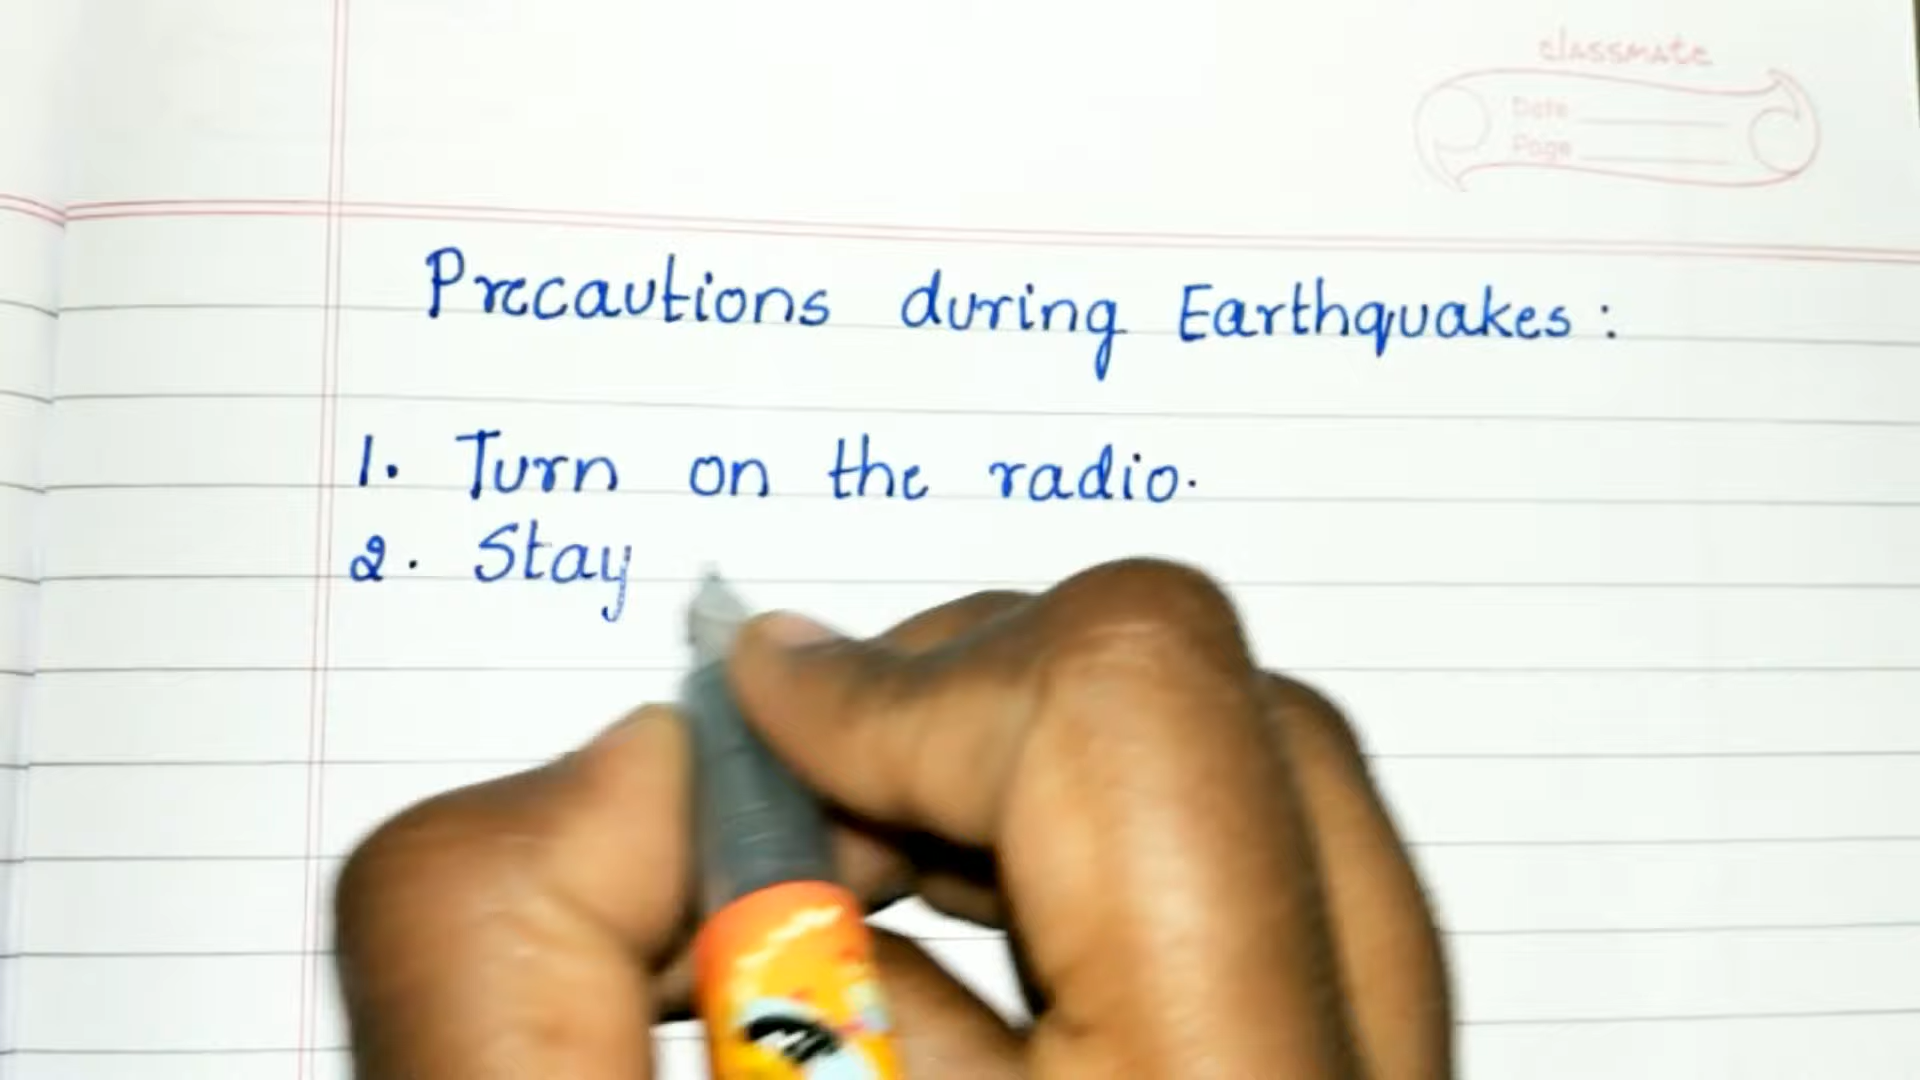 classmate
Date
Page
Precautions during Earthquakes :
1. Turn on the radio.
2. Stay